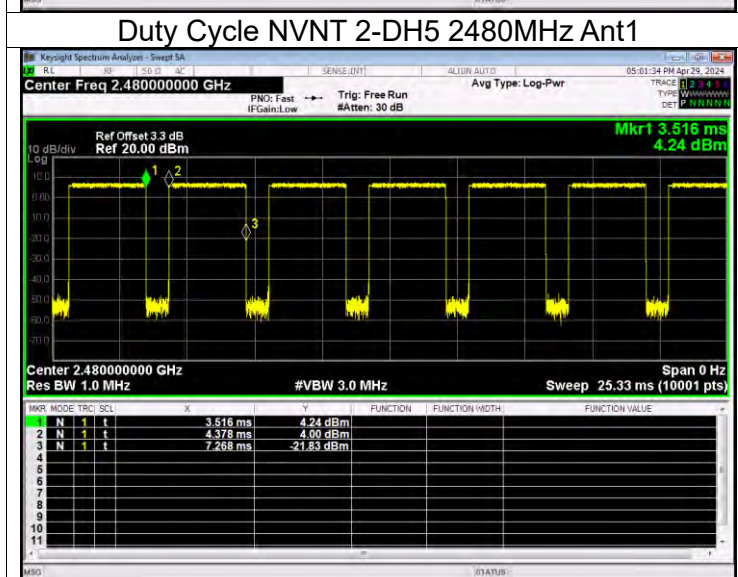 MSG STATUS
Duty Cycle NVNT 2-DH5 2480MHz Ant1
Keysight Spectrum Analyzer - Swept SA
RL RF 50 Ω AC SENSE:INT ALIGN AUTO 05:01:34 PM Apr 29, 2024
Center Freq 2.480000000 GHz PNO: Fast Trig: Free Run Avg Type: Log-Pwr TRACE 1 2 3 4 5 6
IFGain:Low #Atten: 30 dB TYPE W
DET P N N N N N
Mkr1 3.516 ms
Ref Offset 3.3 dB
10 dB/div Ref 20.00 dBm 4.24 dBm
Log
10.0
0.00
-10.0
-20.0
-30.0
-40.0
-50.0
-60.0
-70.0
1 2
3
Center 2.480000000 GHz Span 0 Hz
Res BW 1.0 MHz #VBW 3.0 MHz Sweep 25.33 ms (10001 pts)
MKR MODE TRC SCL X Y FUNCTION FUNCTION WIDTH FUNCTION VALUE
1 N 1 t 3.516 ms 4.24 dBm
2 N 1 t 4.378 ms 4.00 dBm
3 N 1 t 7.268 ms -21.83 dBm
4
5
6
7
8
9
10
11
MSG STATUS